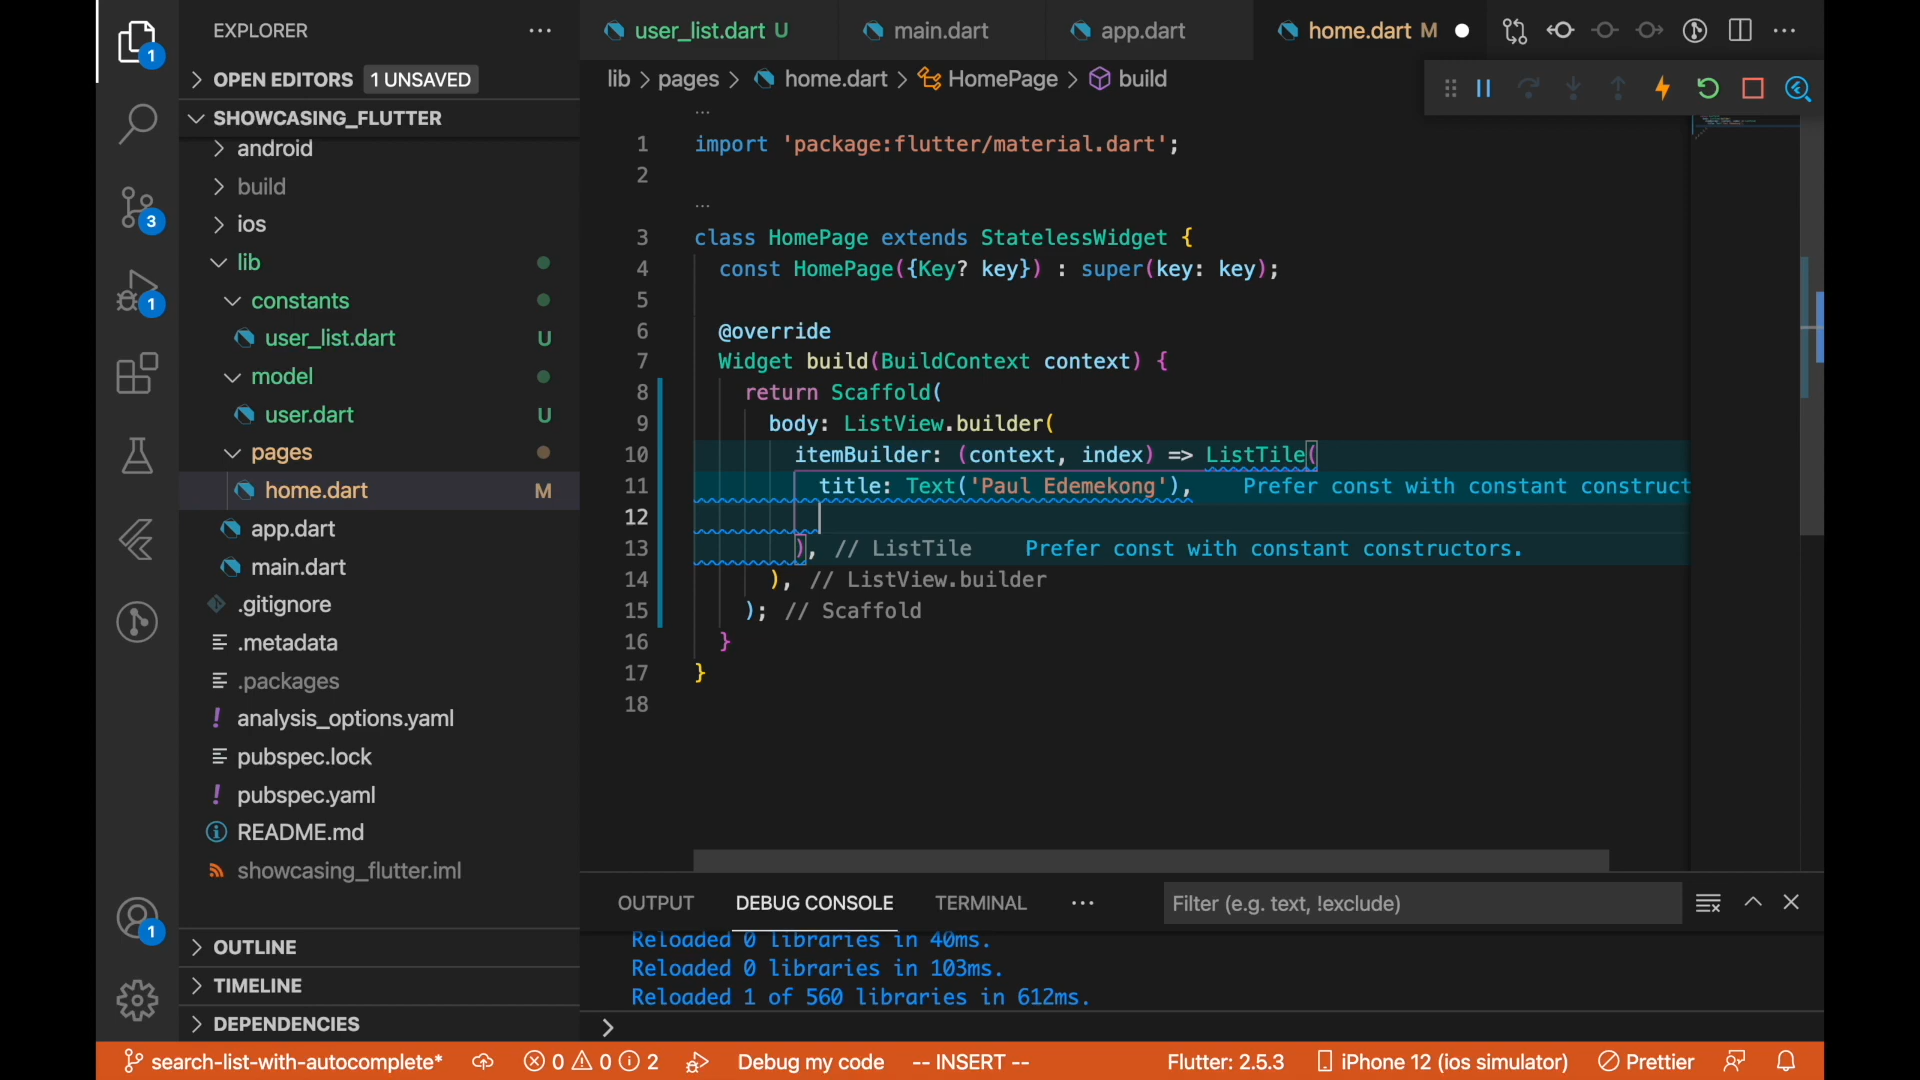 EXPLORER
OPEN EDITORS 1 UNSAVED
SHOWCASING_FLUTTER
android
build
ios
lib
constants
user_list.dart U
model
user.dart U
pages
home.dart M
app.dart
main.dart
.gitignore
.metadata
.packages
analysis_options.yaml
pubspec.lock
pubspec.yaml
README.md
showcasing_flutter.iml
OUTLINE
TIMELINE
DEPENDENCIES
1
3
1
1
user_list.dart U main.dart app.dart home.dart M
lib > pages > home.dart > HomePage > build
1 import 'package:flutter/material.dart';
2
3 class HomePage extends StatelessWidget {
4 const HomePage({Key? key}) : super(key: key);
5
6 @override
7 Widget build(BuildContext context) {
8 return Scaffold(
9 body: ListView.builder(
10 itemBuilder: (context, index) => ListTile(
11 title: Text('Paul Edemekong'), Prefer const with constant construct
12
13 ), // ListTile Prefer const with constant constructors.
14 ), // ListView.builder
15 ); // Scaffold
16 }
17 }
18
OUTPUT DEBUG CONSOLE TERMINAL Filter (e.g. text, !exclude)
Reloaded 0 libraries in 40ms.
Reloaded 0 libraries in 103ms.
Reloaded 1 of 560 libraries in 612ms.
search-list-with-autocomplete* 0 0 2 Debug my code -- INSERT -- Flutter: 2.5.3 iPhone 12 (ios simulator) Prettier